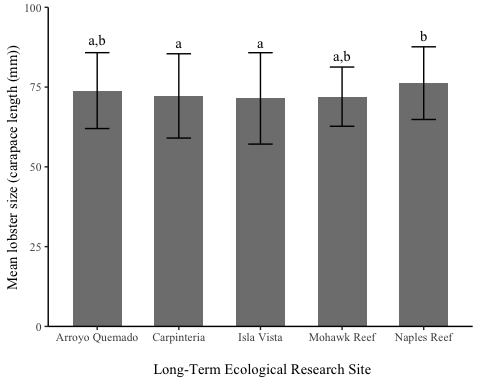 100
75
50
25
0
Mean lobster size (carapace length (mm))
a,b
a
a
a,b
b
Arroyo Quemado
Carpinteria
Isla Vista
Mohawk Reef
Naples Reef
Long-Term Ecological Research Site